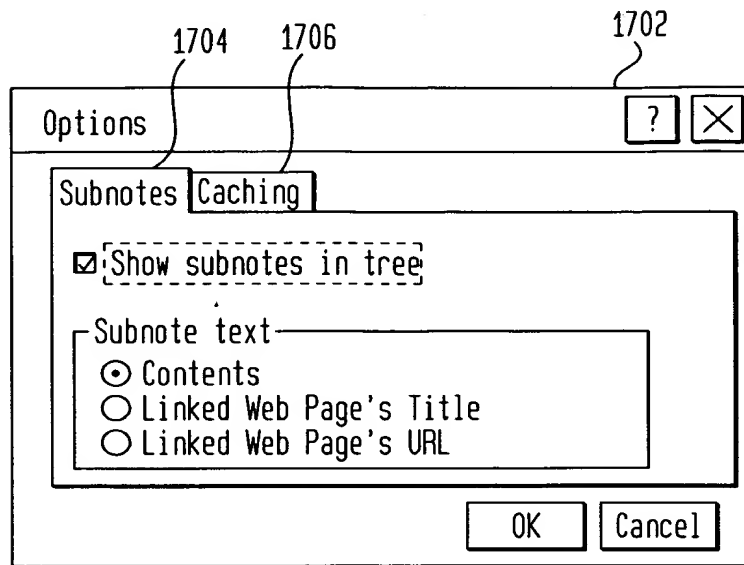 1704 1706 1702
Options ?
Subnotes Caching
Show subnotes in tree
Subnote text
Contents
Linked Web Page's Title
Linked Web Page's URL
OK Cancel